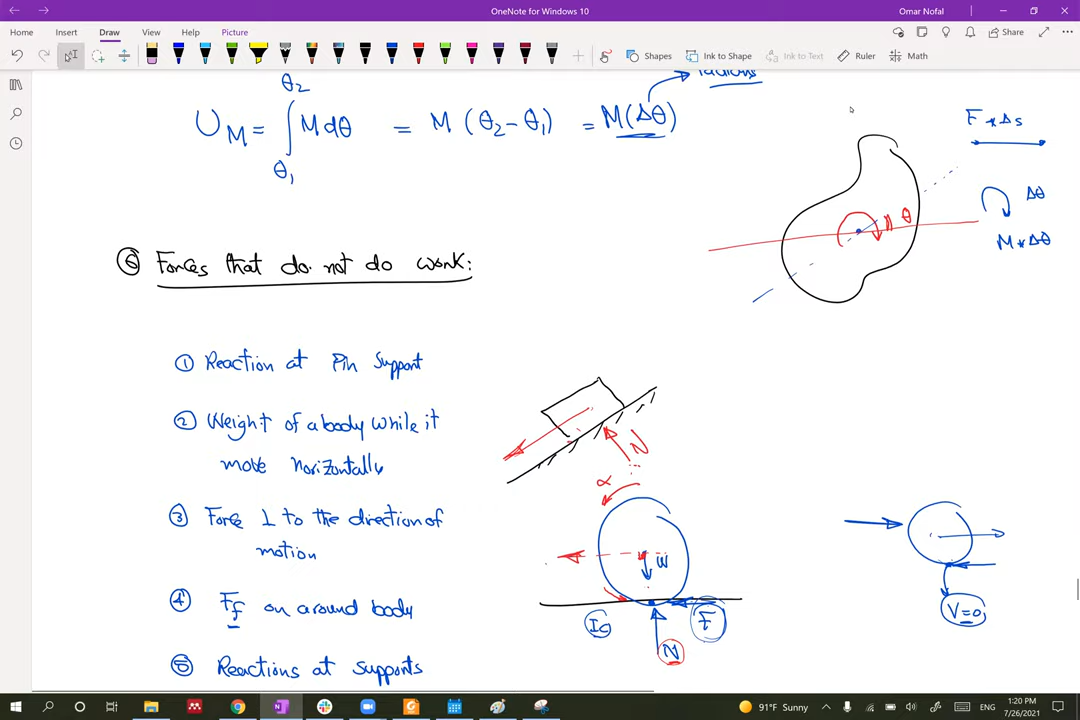 OneNote for Windows 10
Omar Nofal
Home
Insert
Draw
View
Help
Picture
Share
Shapes
Ink to Shape
Ink to Text
Ruler
Math
radians
θ2
U_M = ∫ M dθ = M (θ2 - θ1) = M(Δθ)
θ1
F * Δs
Δθ
θ
M * Δθ
⑥ Forces that do not do work:
① Reaction at Pin Support
② Weight of a body while it
move horizontally
③ Force ⊥ to the direction of
motion
④ Ff on around body
⑤ Reactions at supports
N
α
W
IC
F
N
V=0
91°F Sunny
ENG
1:20 PM
7/26/2021